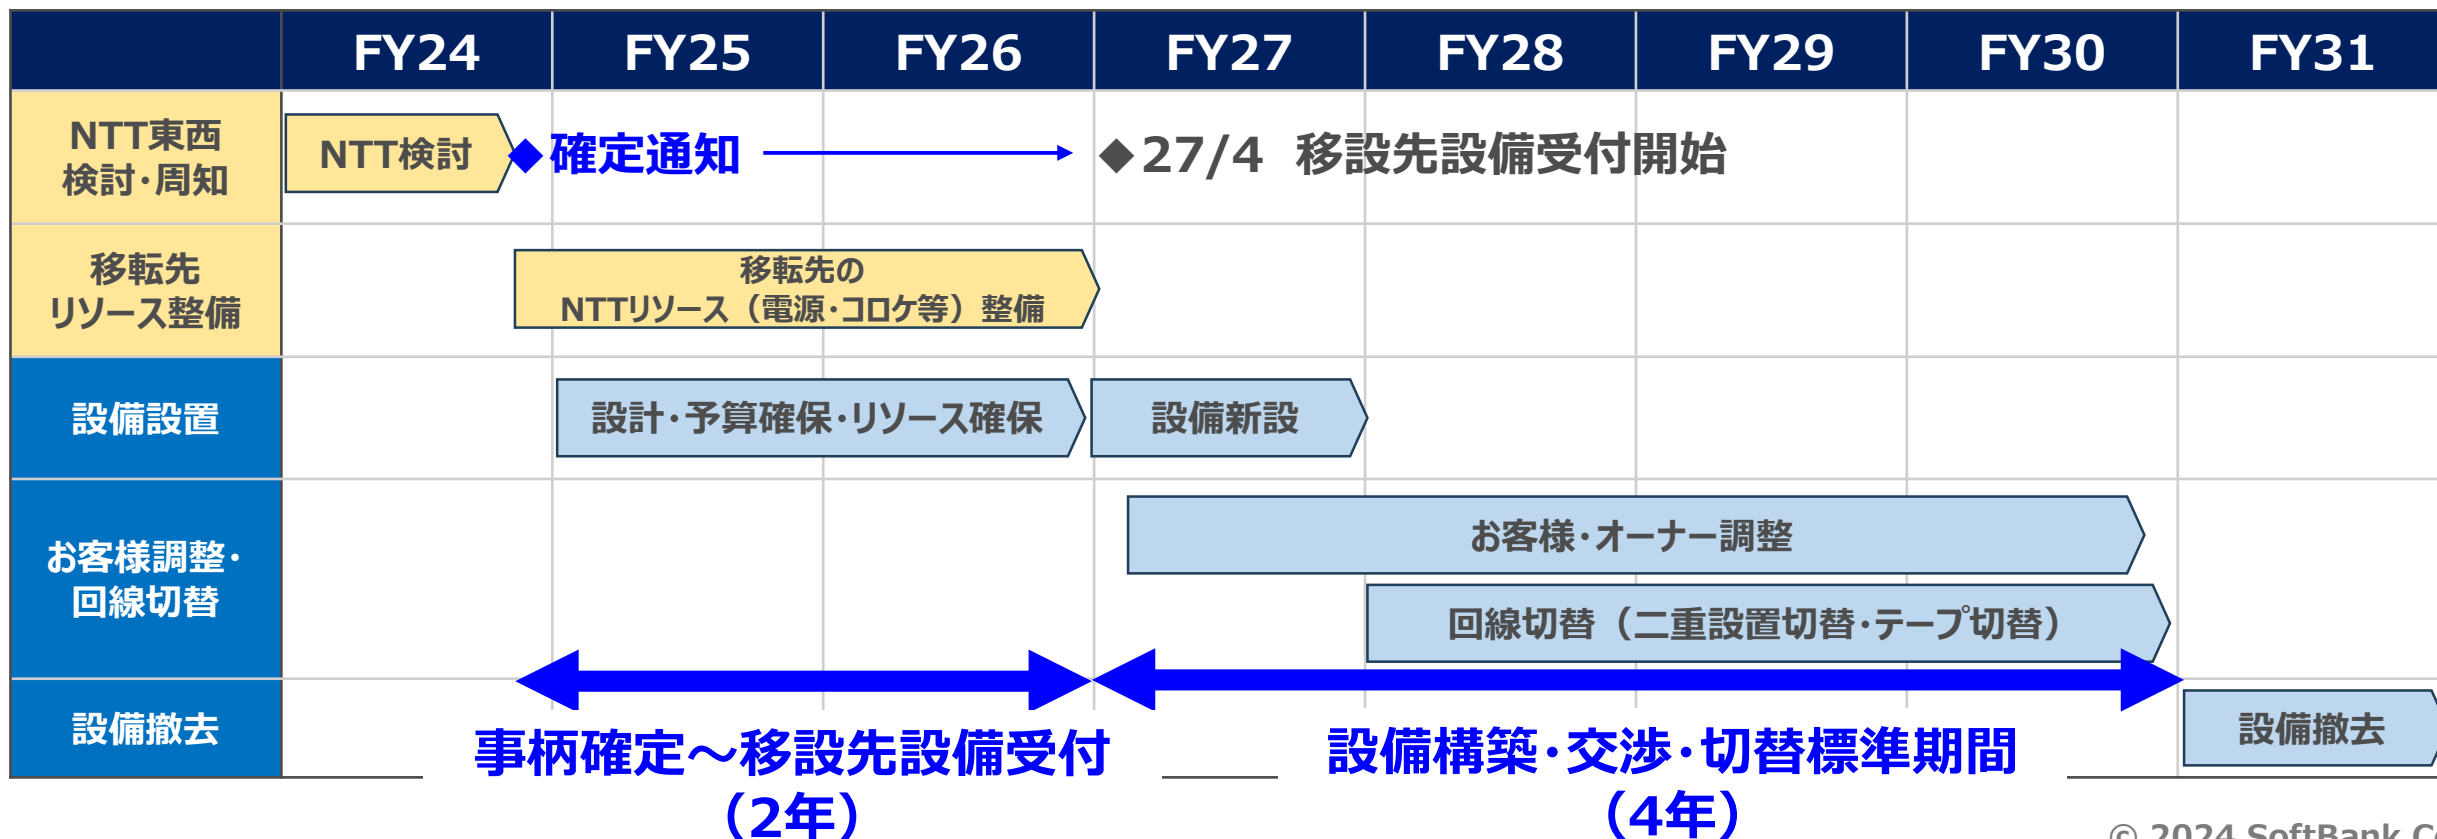 FY24 FY25 FY26 FY27 FY28 FY29 FY30 FY31
NTT東西
検討･周知
NTT検討
◆確定通知
◆27/4 移設先設備受付開始
移転先
リソース整備
移転先の
NTTリソース（電源･コロケ等）整備
設備設置
設計･予算確保･リソース確保
設備新設
お客様調整･
回線切替
お客様･オーナー調整
回線切替（二重設置切替･テープ切替）
設備撤去
設備撤去
事柄確定～移設先設備受付
（2年）
設備構築･交渉･切替標準期間
（4年）
© 2024 SoftBank